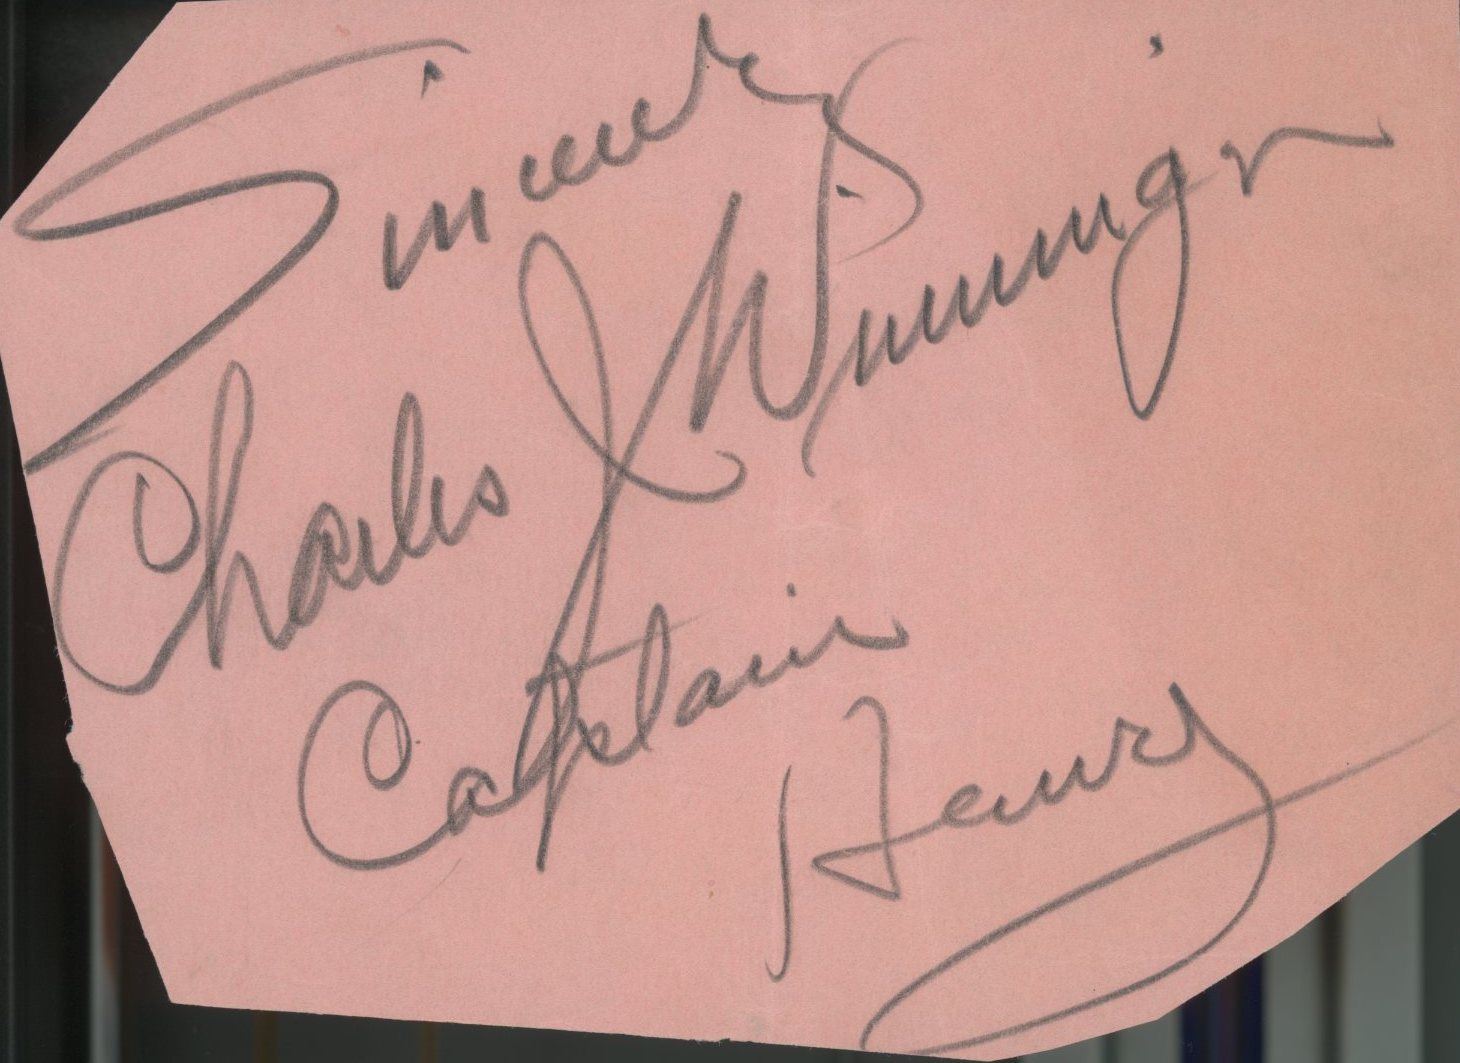 Sincerely
Charles Winninger
Captain
Henry